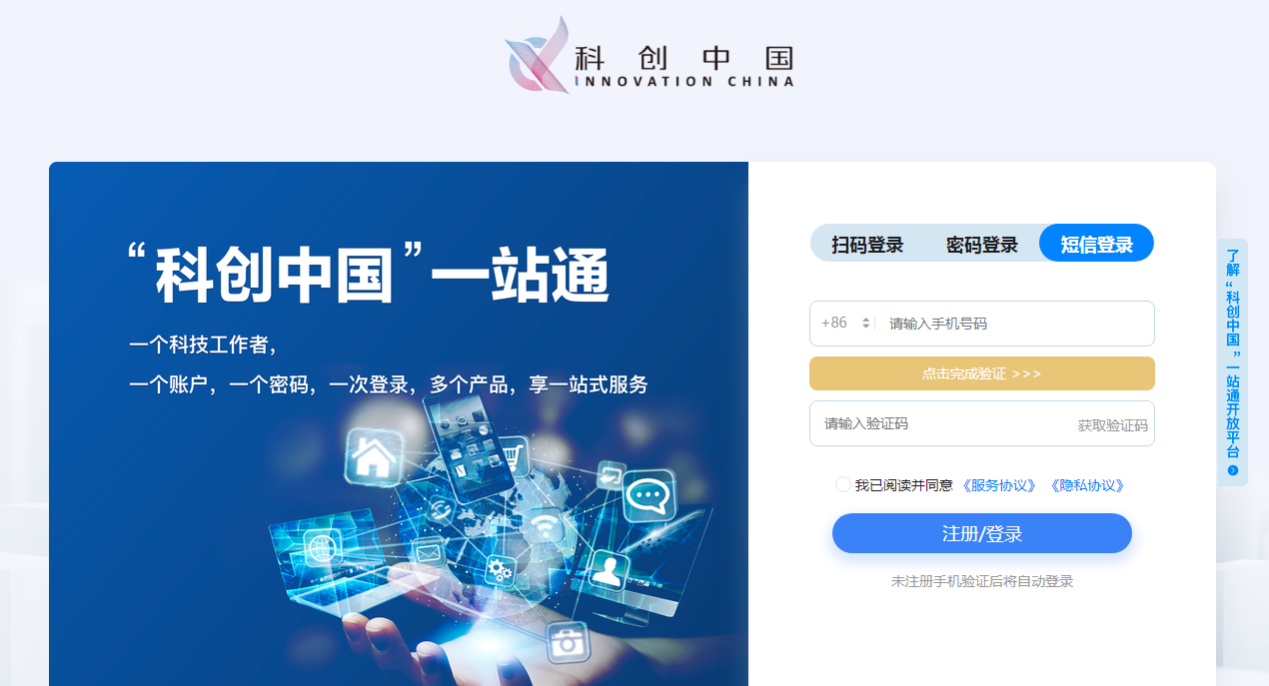 科创中国
INNOVATION CHINA
“科创中国”一站通
一个科技工作者，
一个账户，一个密码，一次登录，多个产品，享一站式服务
扫码登录 密码登录 短信登录
+86 请输入手机号码
点击完成验证 >>>
请输入验证码 获取验证码
我已阅读并同意 《服务协议》 《隐私协议》
注册/登录
未注册手机验证后将自动登录
了解“科创中国”一站通开放平台